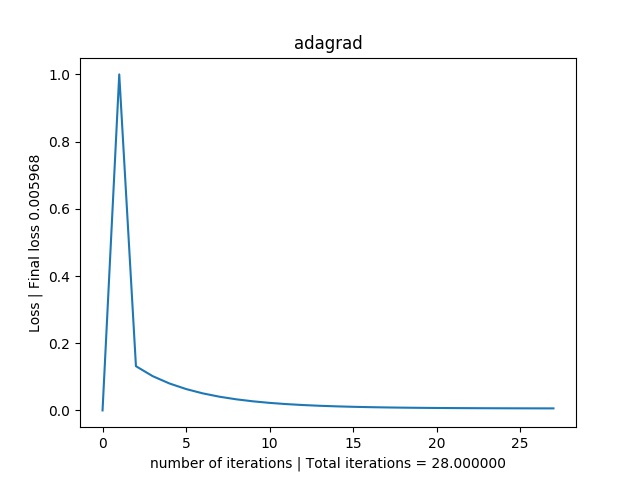 adagrad
Loss | Final loss 0.005968
1.0
0.8
0.6
0.4
0.2
0.0
0 5 10 15 20 25
number of iterations | Total iterations = 28.000000